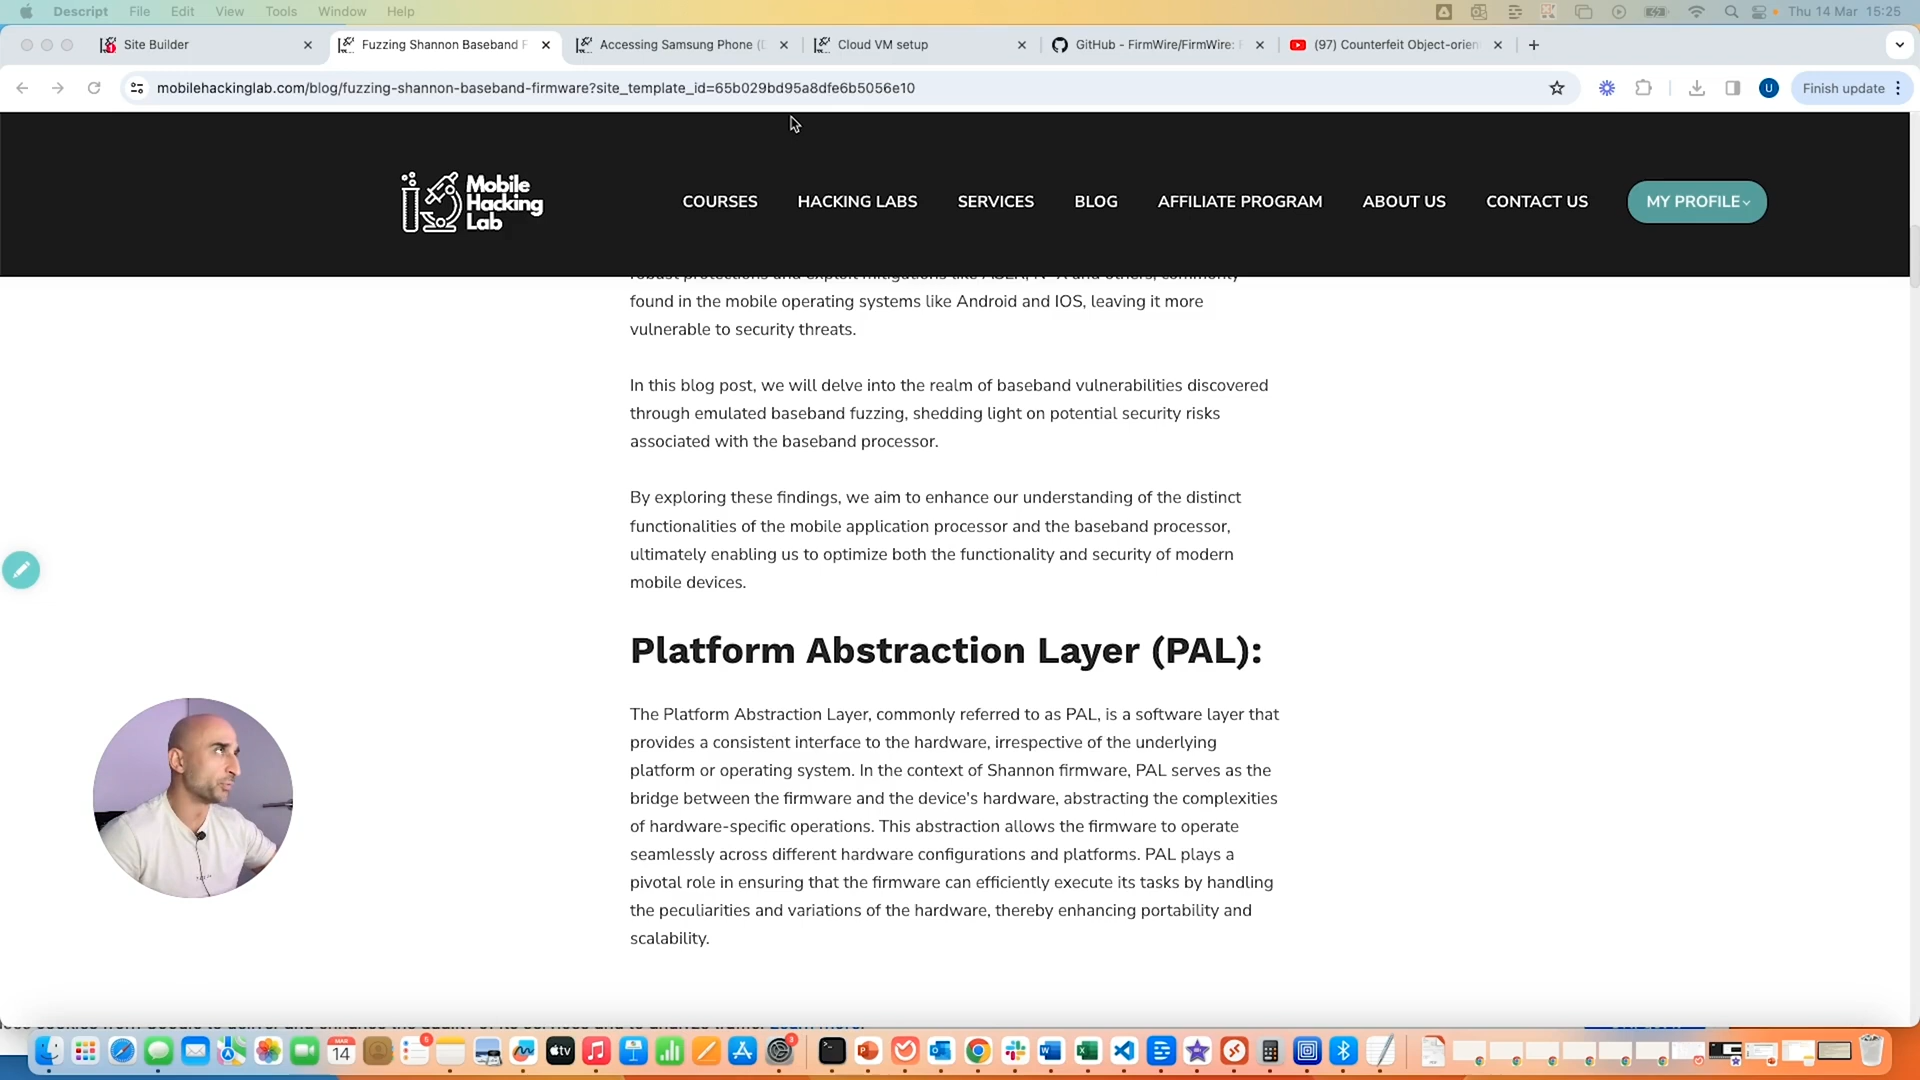 Descript File Edit View Tools Window Help Thu 14 Mar 15:25
Site Builder Fuzzing Shannon Baseband F Accessing Samsung Phone (D Cloud VM setup GitHub - FirmWire/FirmWire: F (97) Counterfeit Object-orien
mobilehackinglab.com/blog/fuzzing-shannon-baseband-firmware?site_template_id=65b029bd95a8dfe6b5056e10 U Finish update
Mobile
Hacking
Lab
COURSES HACKING LABS SERVICES BLOG AFFILIATE PROGRAM ABOUT US CONTACT US MY PROFILE
robust protections and exploit mitigations like and others, commonly
found in the mobile operating systems like Android and IOS, leaving it more
vulnerable to security threats.
In this blog post, we will delve into the realm of baseband vulnerabilities discovered
through emulated baseband fuzzing, shedding light on potential security risks
associated with the baseband processor.
By exploring these findings, we aim to enhance our understanding of the distinct
functionalities of the mobile application processor and the baseband processor,
ultimately enabling us to optimize both the functionality and security of modern
mobile devices.
Platform Abstraction Layer (PAL):
The Platform Abstraction Layer, commonly referred to as PAL, is a software layer that
provides a consistent interface to the hardware, irrespective of the underlying
platform or operating system. In the context of Shannon firmware, PAL serves as the
bridge between the firmware and the device's hardware, abstracting the complexities
of hardware-specific operations. This abstraction allows the firmware to operate
seamlessly across different hardware configurations and platforms. PAL plays a
pivotal role in ensuring that the firmware can efficiently execute its tasks by handling
the peculiarities and variations of the hardware, thereby enhancing portability and
scalability.
MAR
14
tv